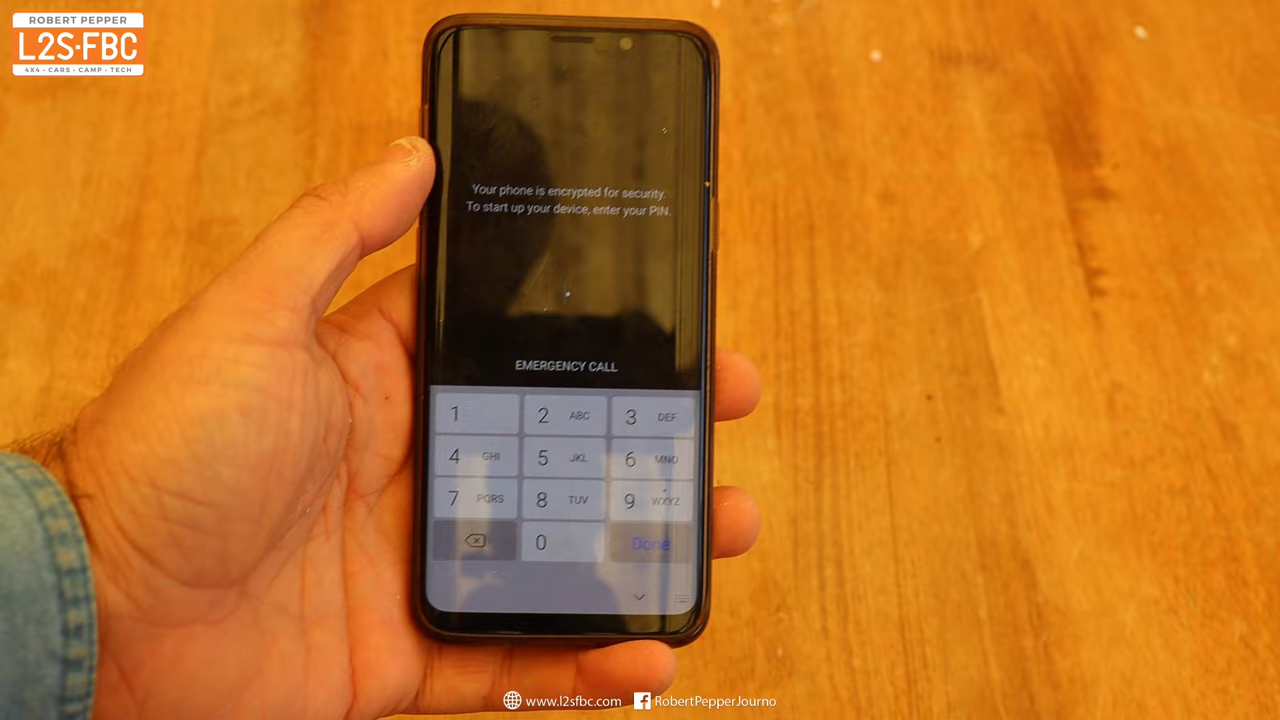 ROBERT PEPPER
L2S·FBC
4X4 - CARS - CAMP - TECH
Your phone is encrypted for security.
To start up your device, enter your PIN.
EMERGENCY CALL
1
2 ABC
3 DEF
4 GHI
5 JKL
6 MNO
7 PQRS
8 TUV
9 WXYZ
0
Done
www.l2sfbc.com
RobertPepperJourno